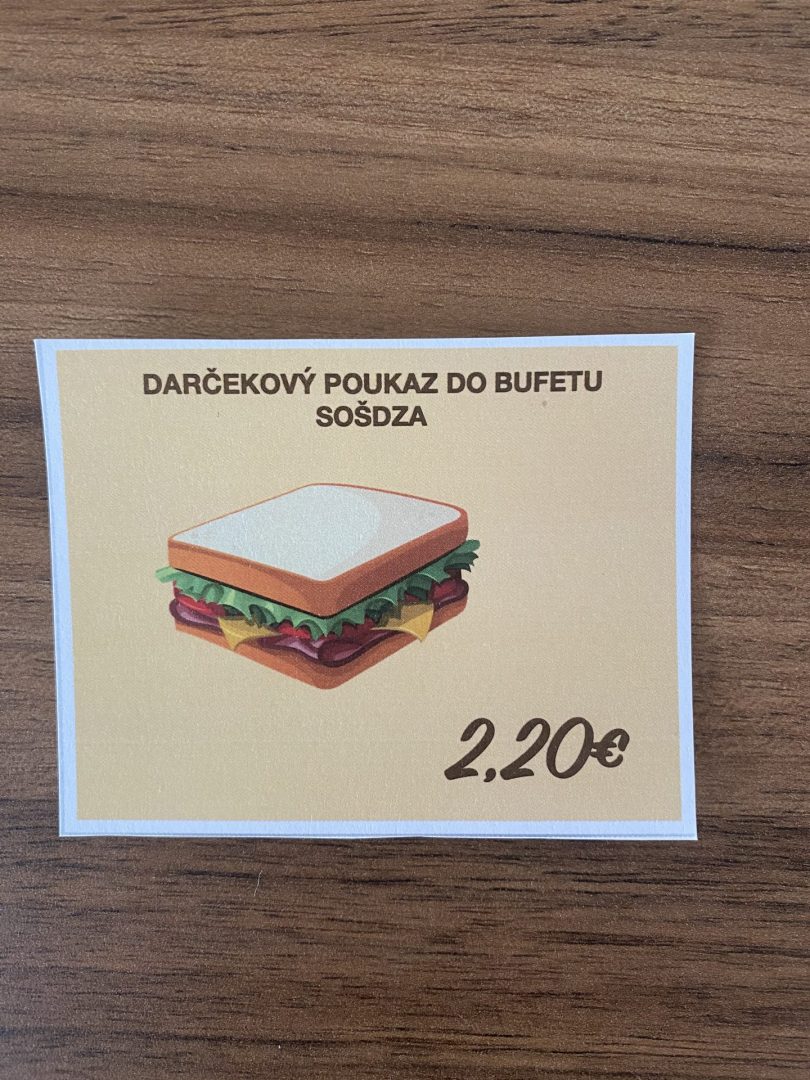 DARČEKOVÝ POUKAZ DO BUFETU
SOŠDZA
2,20€